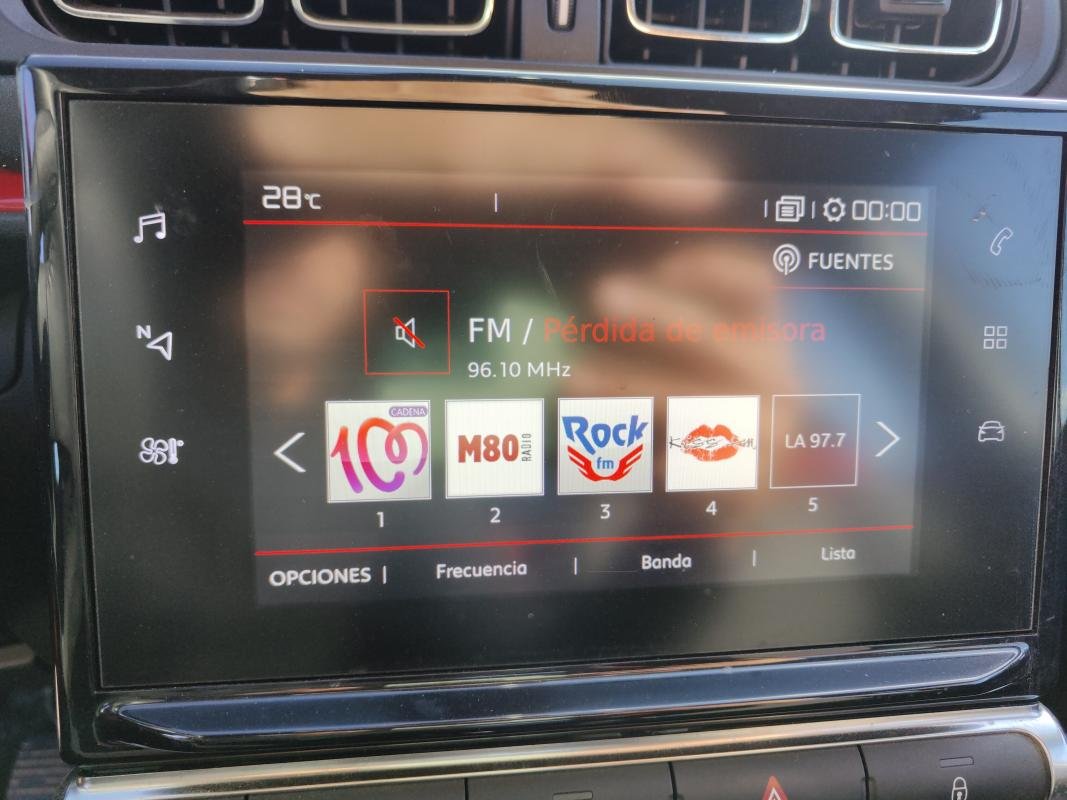 28°C
00:00
FUENTES
FM / Pérdida de emisora
96.10 MHz
N
CADENA
100
M80 RADIO
Rock
fm
LA 97.7
1
2
3
4
5
OPCIONES
Frecuencia
Banda
Lista